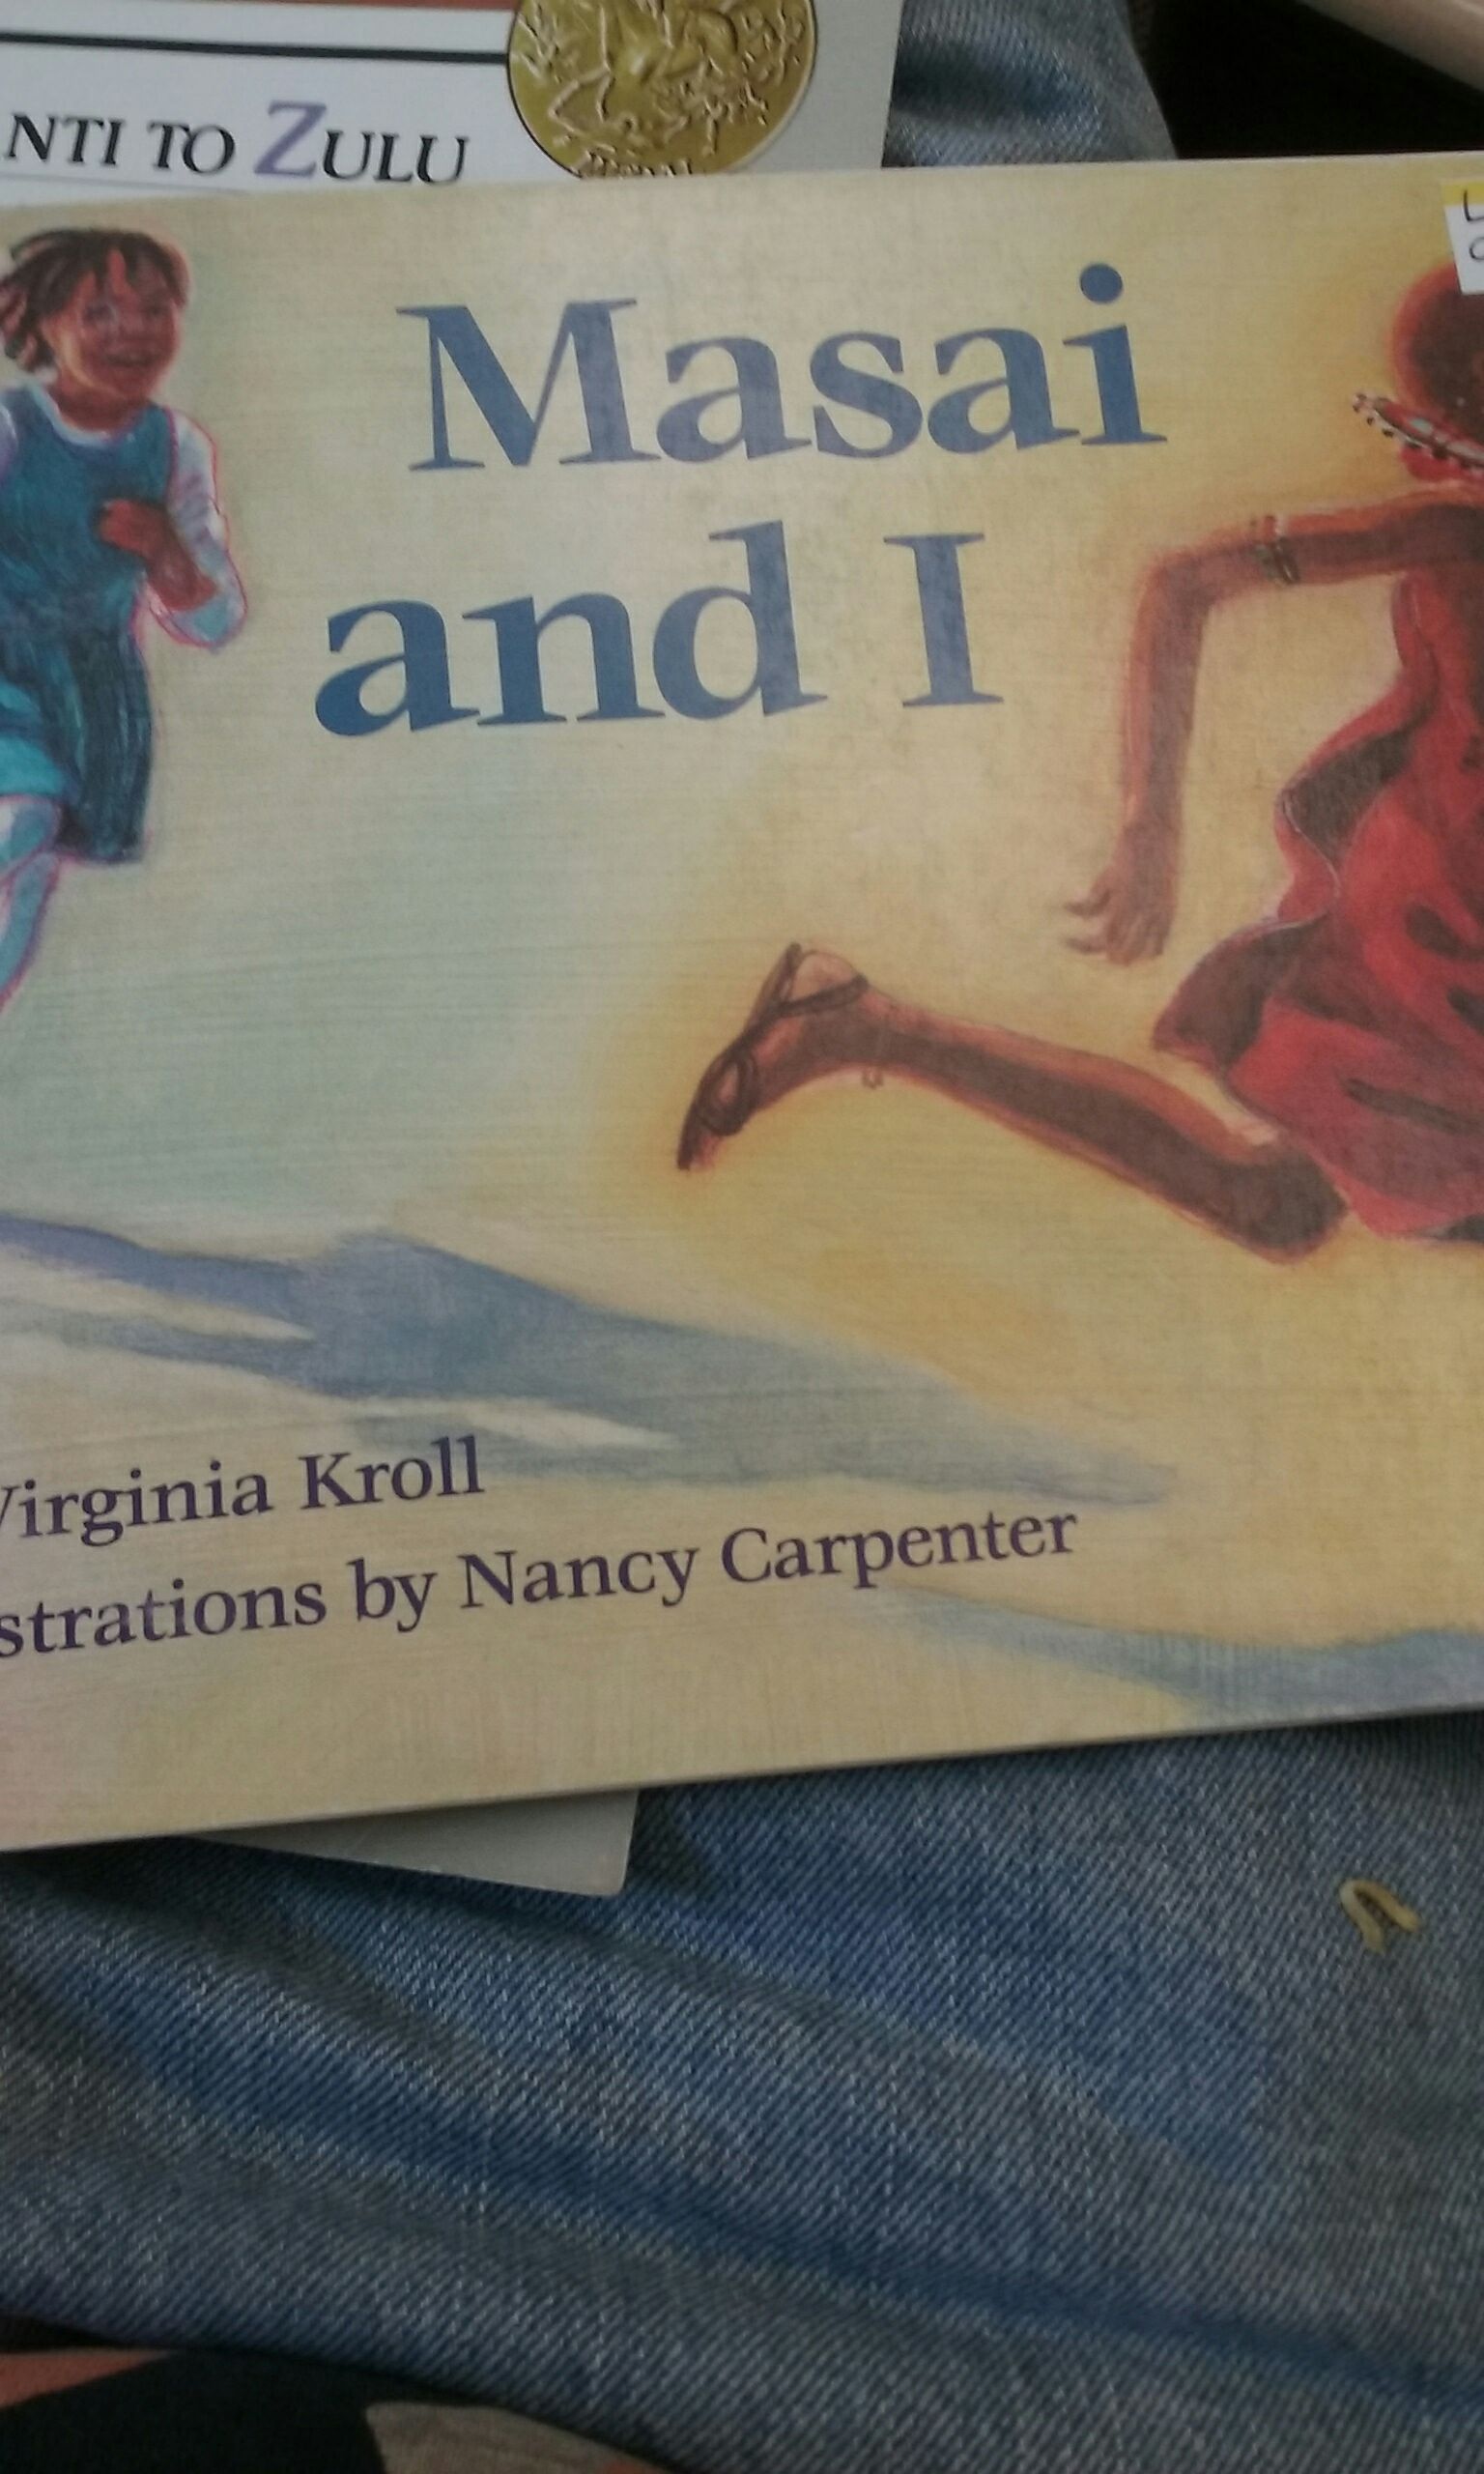 NTI TO ZULU
Masai
and I
Virginia Kroll
strations by Nancy Carpenter